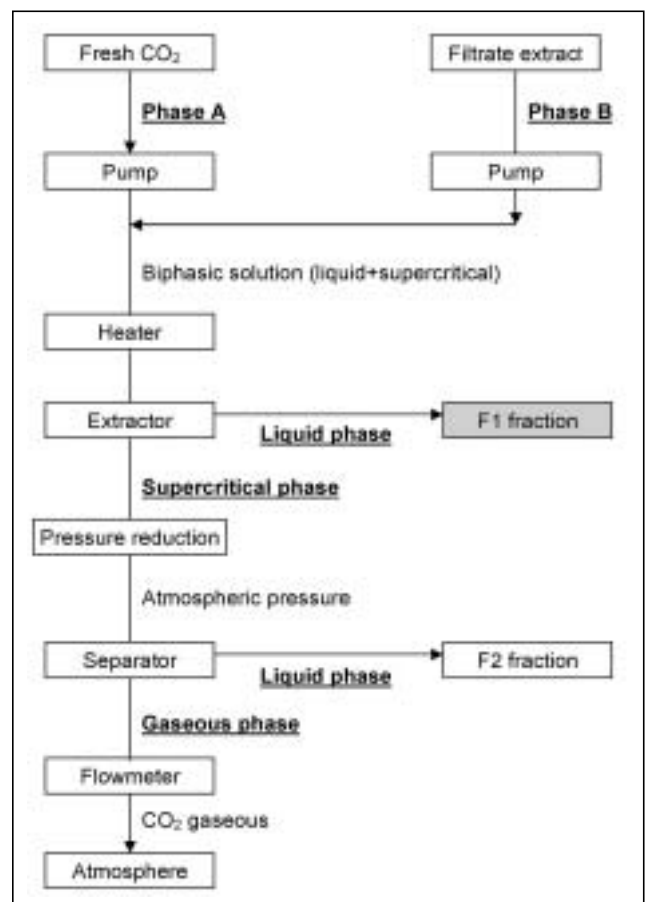 Fresh CO₂
Filtrate extract
Phase A
Phase B
Pump
Pump
Biphasic solution (liquid+supercritical)
Heater
Extractor
F1 fraction
Liquid phase
Supercritical phase
Pressure reduction
Atmospheric pressure
Separator
F2 fraction
Liquid phase
Gaseous phase
Flowmeter
CO₂ gaseous
Atmosphere